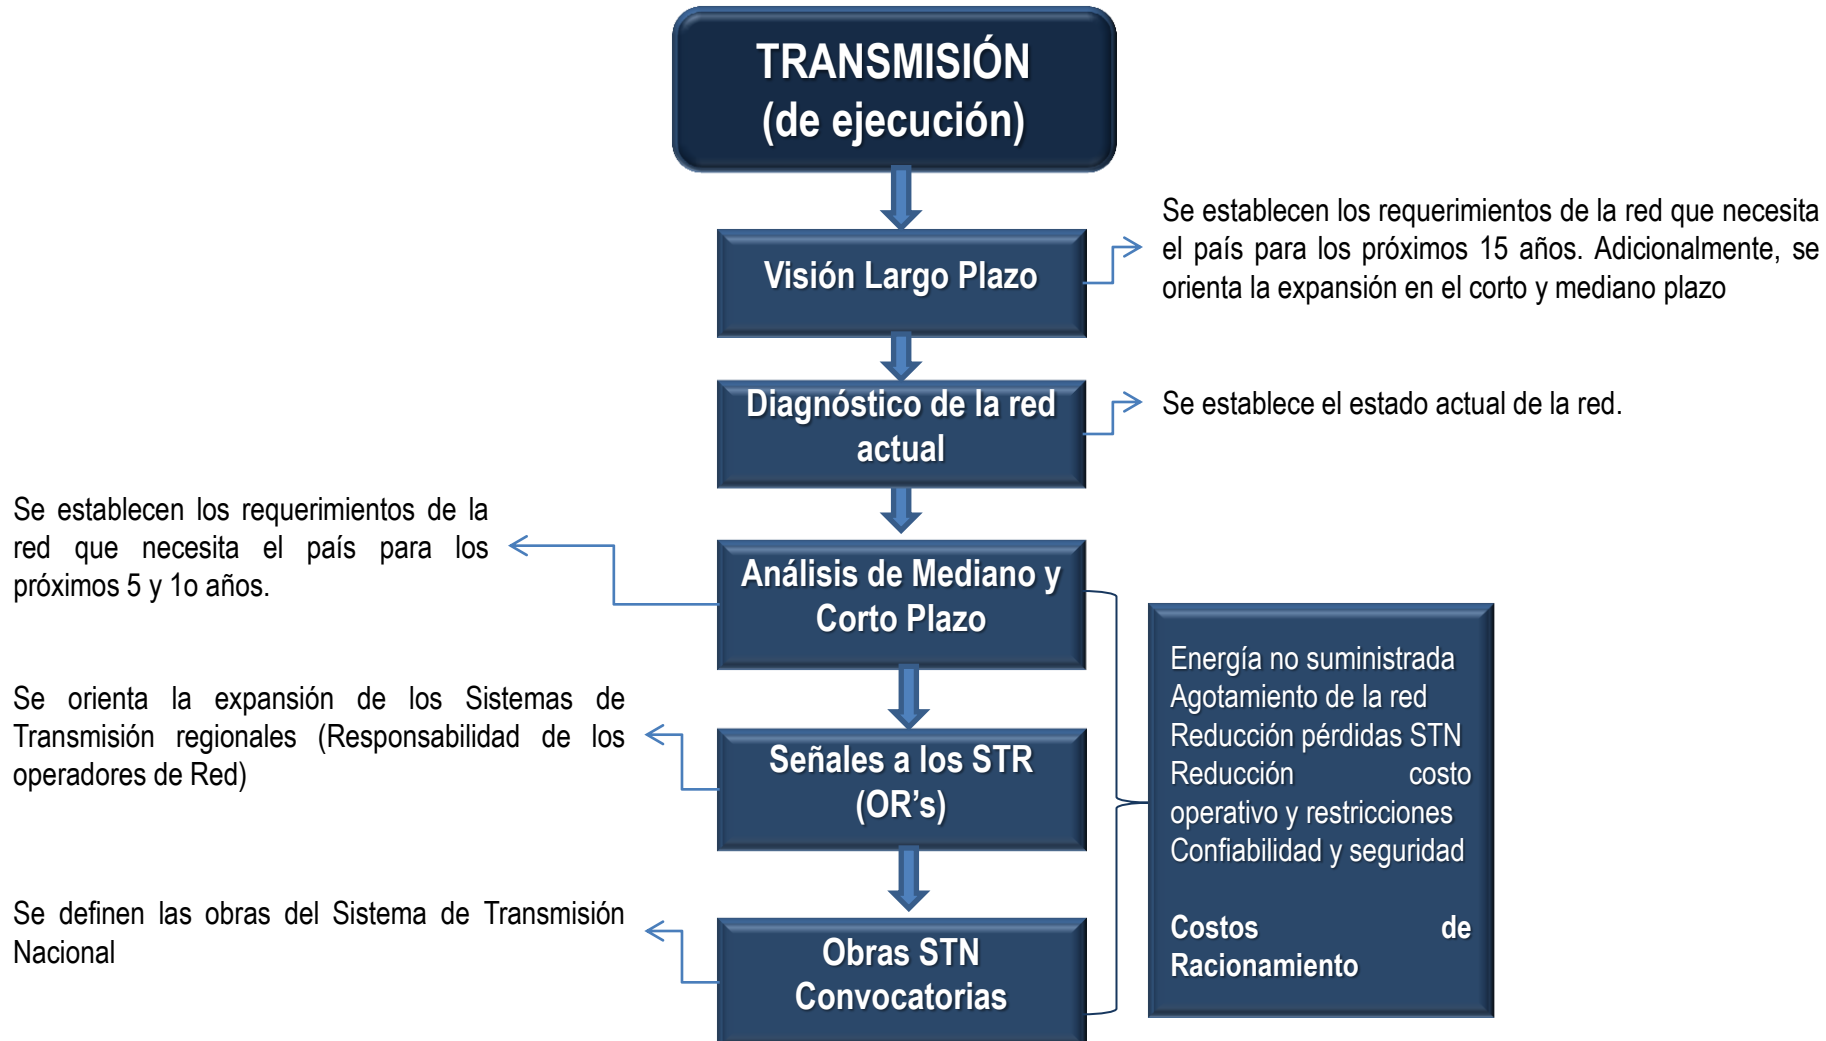 TRANSMISIÓN
(de ejecución)
Visión Largo Plazo
Se establecen los requerimientos de la red que necesita
el país para los próximos 15 años. Adicionalmente, se
orienta la expansión en el corto y mediano plazo
Diagnóstico de la red
actual
Se establece el estado actual de la red.
Análisis de Mediano y
Corto Plazo
Se establecen los requerimientos de la
red que necesita el país para los
próximos 5 y 1o años.
Señales a los STR
(OR’s)
Se orienta la expansión de los Sistemas de
Transmisión regionales (Responsabilidad de los
operadores de Red)
Obras STN
Convocatorias
Se definen las obras del Sistema de Transmisión
Nacional
Energía no suministrada
Agotamiento de la red
Reducción pérdidas STN
Reducción costo
operativo y restricciones
Confiabilidad y seguridad
Costos de
Racionamiento